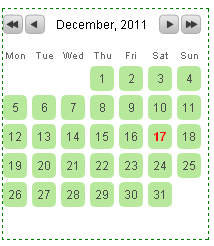 December, 2011
Mon Tue Wed Thu Fri Sat Sun
1 2 3 4
5 6 7 8 9 10 11
12 13 14 15 16 17 18
19 20 21 22 23 24 25
26 27 28 29 30 31